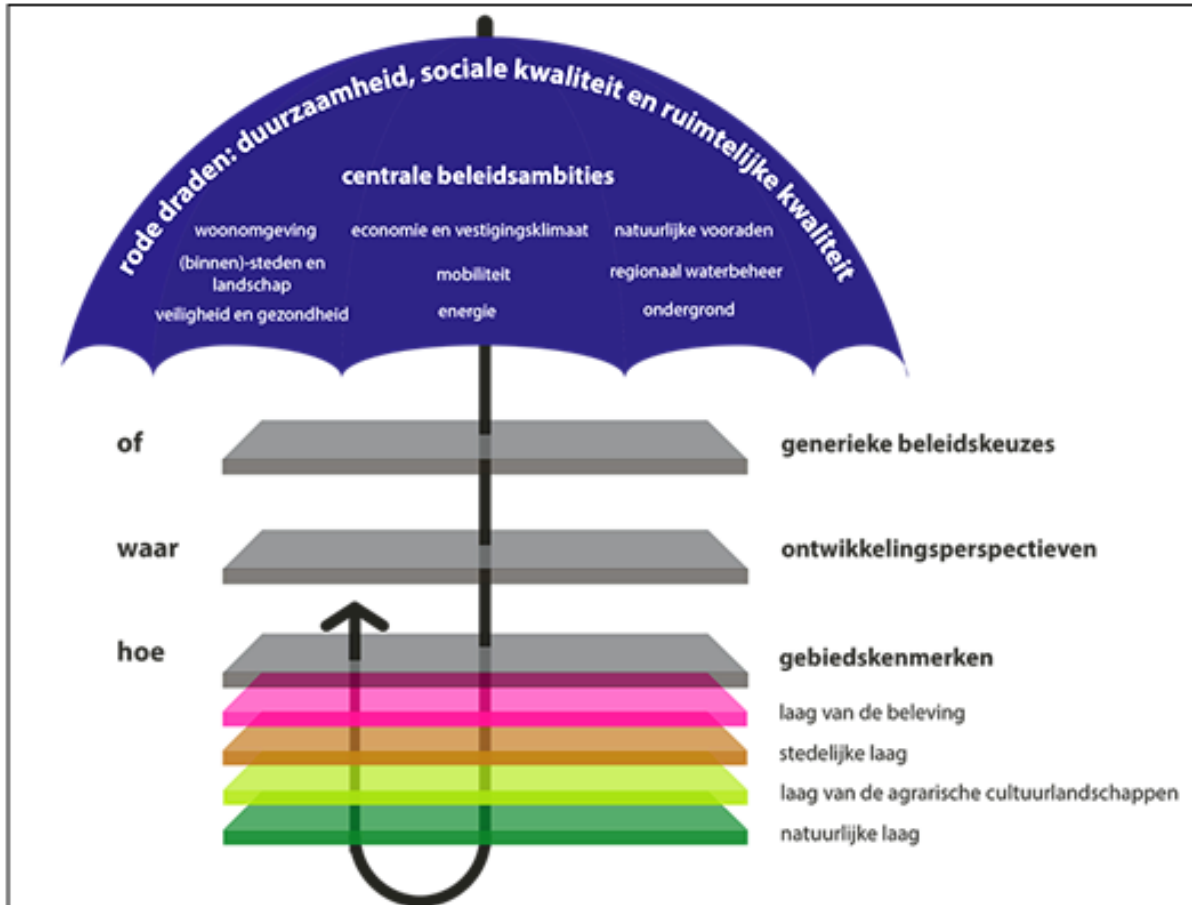 rode draden: duurzaamheid, sociale kwaliteit en ruimtelijke kwaliteit
centrale beleidsambities
woonomgeving
(binnen)-steden en
landschap
veiligheid en gezondheid
economie en vestigingsklimaat
mobiliteit
energie
natuurlijke vooraden
regionaal waterbeheer
ondergrond
of
generieke beleidskeuzes
waar
ontwikkelingsperspectieven
hoe
gebiedskenmerken
laag van de beleving
stedelijke laag
laag van de agrarische cultuurlandschappen
natuurlijke laag